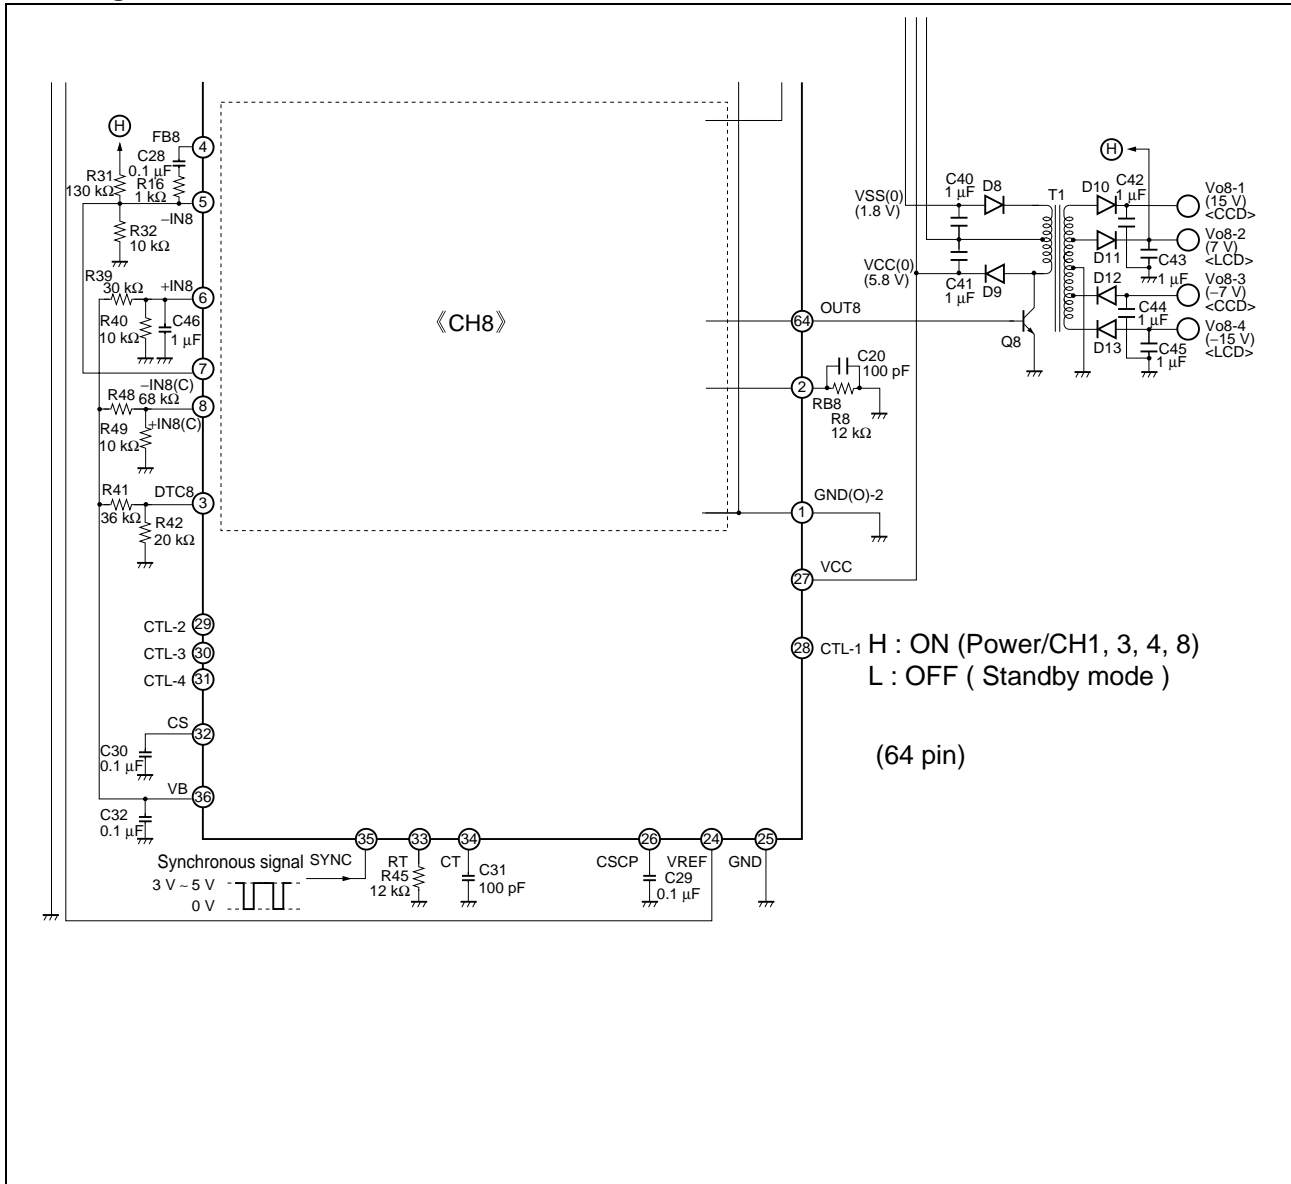 H
FB8
4
C28
0.1 µF
R31
130 kΩ
R16
1 kΩ
5
–IN8
R32
10 kΩ
R39
30 kΩ
+IN8
6
R40
10 kΩ
C46
1 µF
7
–IN8(C)
R48
68 kΩ
8
+IN8(C)
R49
10 kΩ
R41
36 kΩ
DTC8
3
R42
20 kΩ
CTL-2
29
CTL-3
30
CTL-4
31
CS
32
C30
0.1 µF
VB
36
C32
0.1 µF
《CH8》
Synchronous signal
SYNC
3 V ~ 5 V
0 V
35
33
34
26
24
25
RT
R45
12 kΩ
CT
C31
100 pF
CSCP
C29
0.1 µF
VREF
GND
64
OUT8
2
C20
100 pF
RB8
R8
12 kΩ
GND(O)-2
1
VCC
27
28
CTL-1
H : ON (Power/CH1, 3, 4, 8)
L : OFF ( Standby mode )
(64 pin)
VSS(0)
(1.8 V)
VCC(0)
(5.8 V)
C40
1 µF
D8
C41
1 µF
D9
Q8
T1
H
D10
C42
1 µF
D11
C43
1 µF
D12
C44
1 µF
D13
C45
1 µF
Vo8-1
(15 V)
<CCD>
Vo8-2
(7 V)
<LCD>
Vo8-3
(–7 V)
<CCD>
Vo8-4
(–15 V)
<LCD>